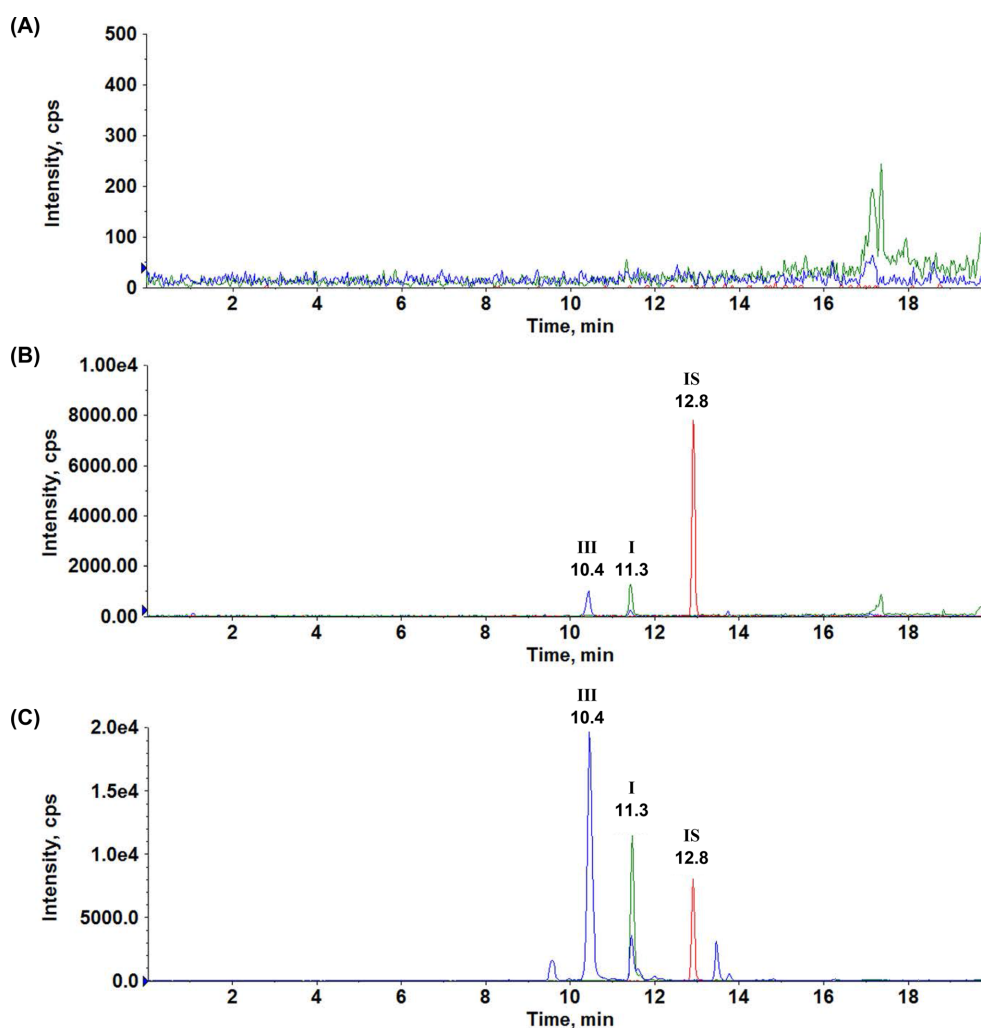 (A)
500
400
300
200
100
0
Intensity, cps
2 4 6 8 10 12 14 16 18
Time, min
(B)
1.00e4
8000.00
6000.00
4000.00
2000.00
0.00
Intensity, cps
IS
12.8
III
10.4
I
11.3
2 4 6 8 10 12 14 16 18
Time, min
(C)
2.0e4
1.5e4
1.0e4
5000.0
0.0
Intensity, cps
III
10.4
I
11.3
IS
12.8
2 4 6 8 10 12 14 16 18
Time, min